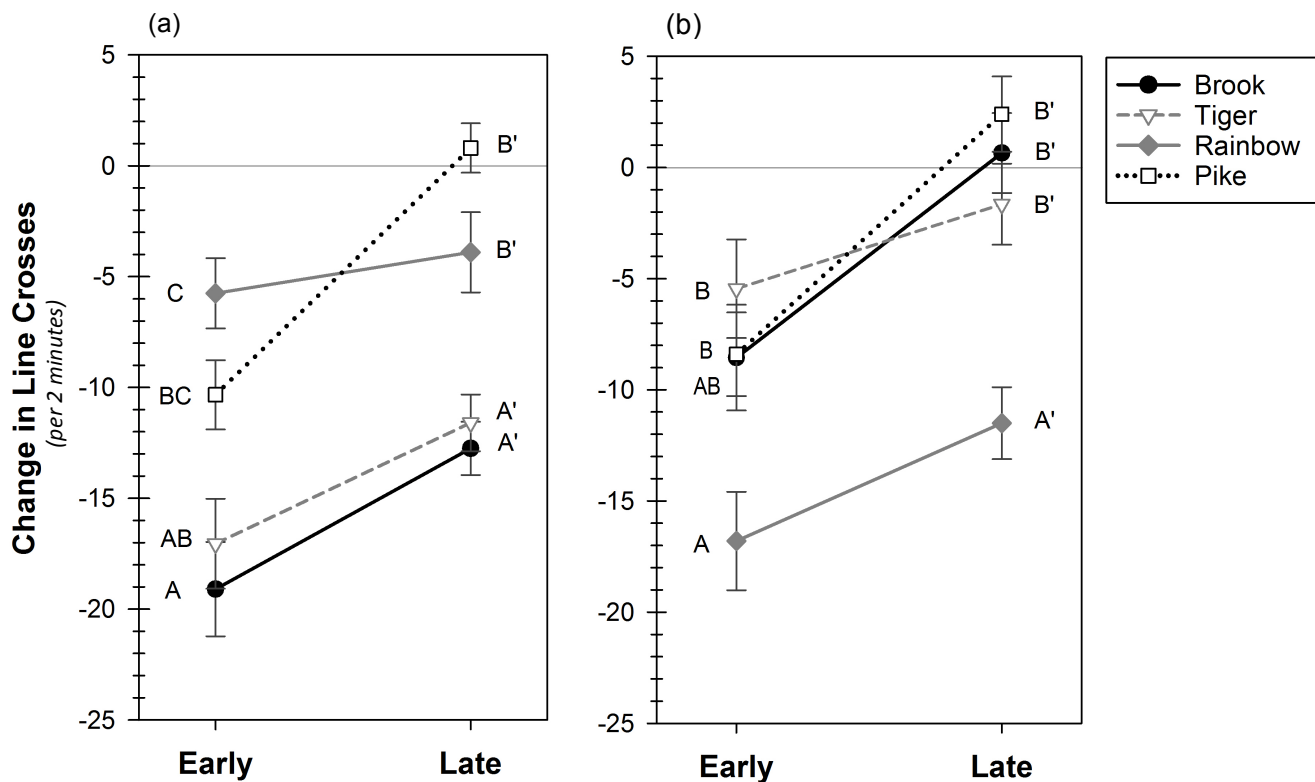 (a)
(b)
Change in Line Crosses
(per 2 minutes)
5
0
-5
-10
-15
-20
-25
C
BC
AB
A
B'
B'
A'
A'
Early
Late
5
0
-5
-10
-15
-20
-25
B
B
AB
A
B'
B'
B'
A'
Early
Late
Brook
Tiger
Rainbow
Pike